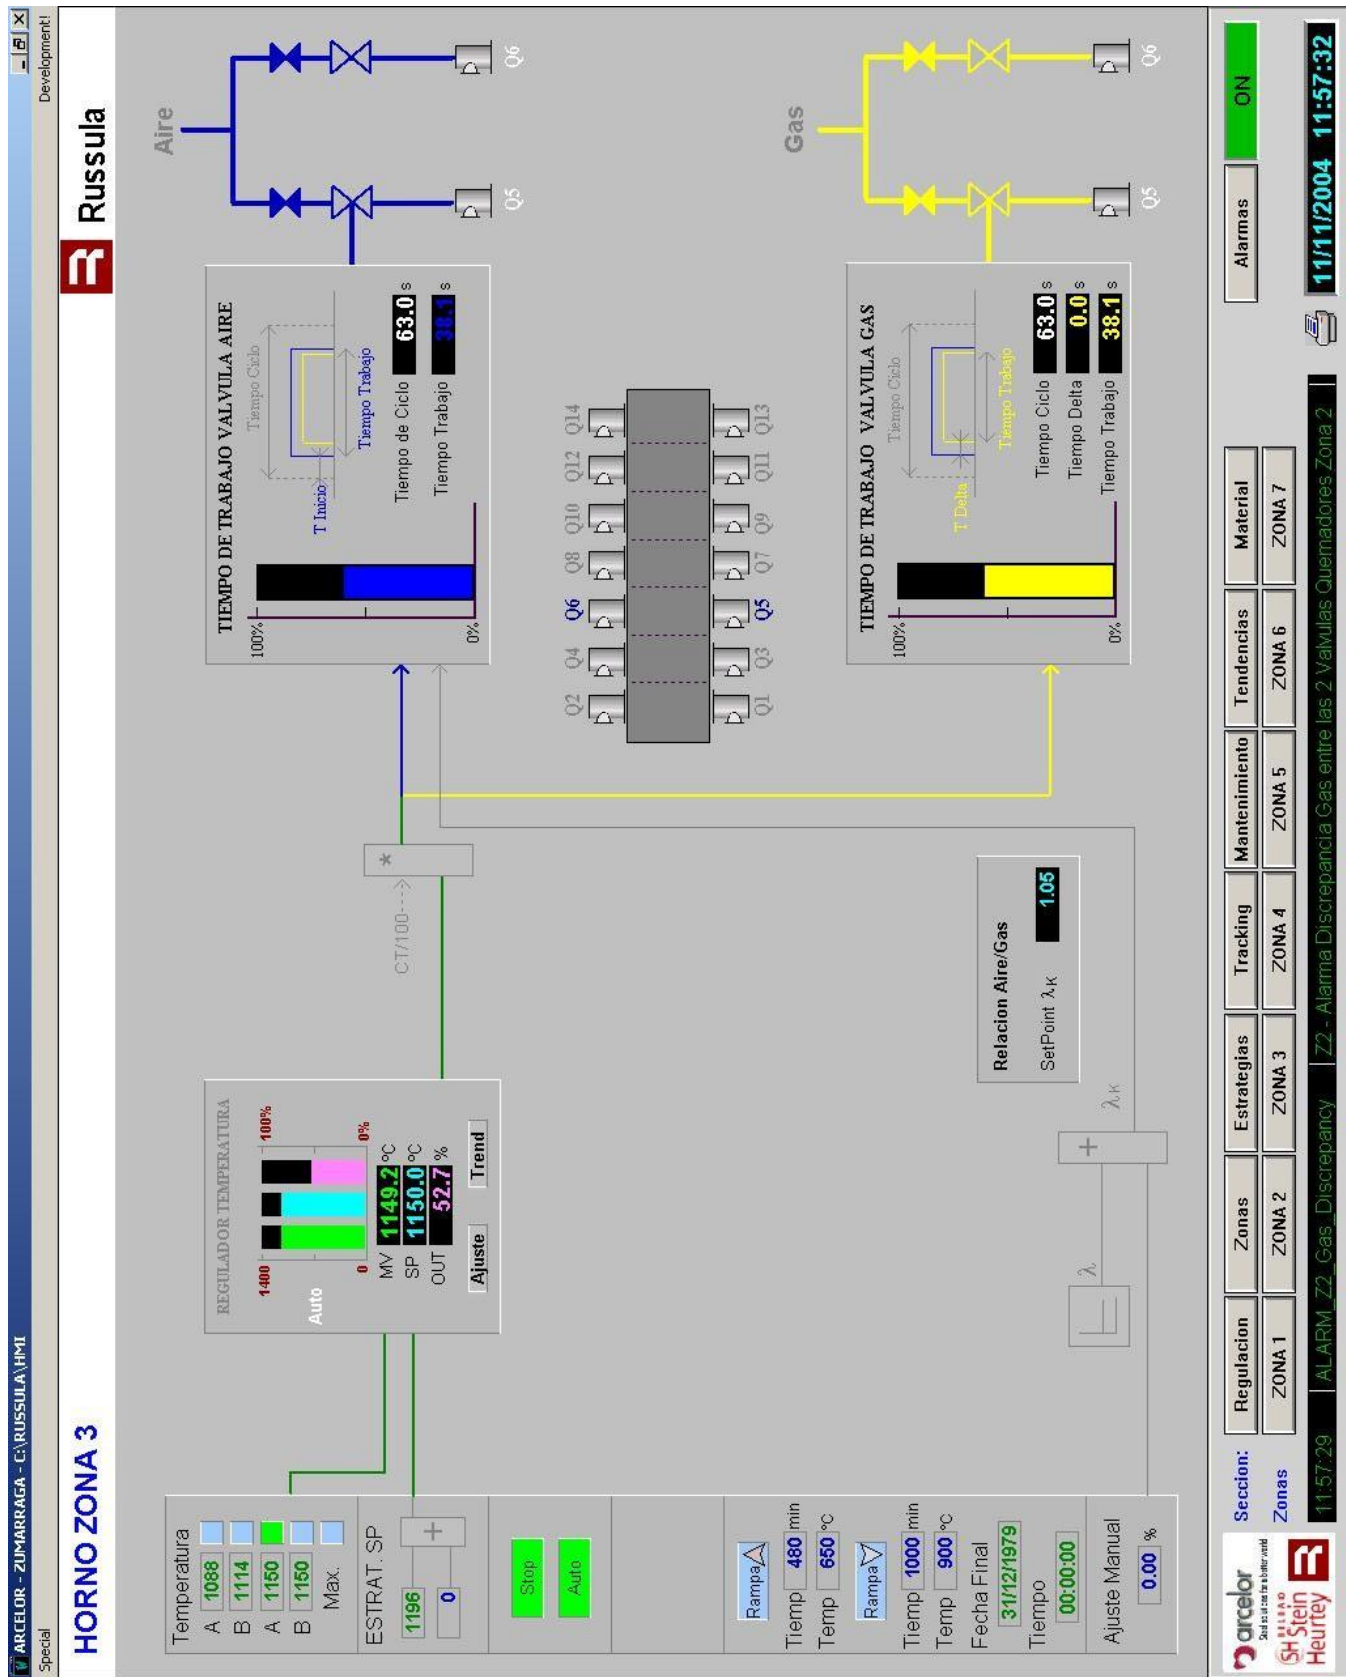 ARCELOR - ZUMARRAGA - C:\RUSSULA\HMI
Special
Development!
HORNO ZONA 3
Russula
Temperatura
A 1088
B 1114
A 1150
B 1150
Max.
ESTRAT. SP
1196
+
0
Stop
Auto
Rampa
Tiemp 480 min
Temp 650 ºC
Rampa
Tiemp 1000 min
Temp 900 ºC
Fecha Final
31/12/1979
Tiempo
00:00:00
Ajuste Manual
0.00 %
REGULADOR TEMPERATURA
1400
100%
Auto
0
0%
MV 1149.2 ºC
SP 1150.0 ºC
OUT 52.7 %
Ajuste
Trend
CT/100---->
*
λ
+
λK
Relacion Aire/Gas
SetPoint λK 1.05
TIEMPO DE TRABAJO VALVULA AIRE
100%
0%
Tiempo Ciclo
T Inicio
Tiempo Trabajo
Tiempo de Ciclo 63.0 s
Tiempo Trabajo 38.1 s
Aire
Q5
Q6
Q2 Q4 Q6 Q8 Q10 Q12 Q14
Q1 Q3 Q5 Q7 Q9 Q11 Q13
TIEMPO DE TRABAJO VALVULA GAS
100%
0%
Tiempo Ciclo
T Delta
Tiempo Trabajo
Tiempo Ciclo 63.0 s
Tiempo Delta 0.0 s
Tiempo Trabajo 38.1 s
Gas
Q5
Q6
arcelor
SH BILBAO Stein Heurtey
Seccion:
Regulacion Zonas Estrategias Tracking Mantenimiento Tendencias Material
Alarmas
ON
Zonas
ZONA 1 ZONA 2 ZONA 3 ZONA 4 ZONA 5 ZONA 6 ZONA 7
11:57:29 ALARM_Z2_Gas_Discrepancy Z2 - Alarma Discrepancia Gas entre las 2 Valvulas Quemadores Zona 2
11/11/2004 11:57:32